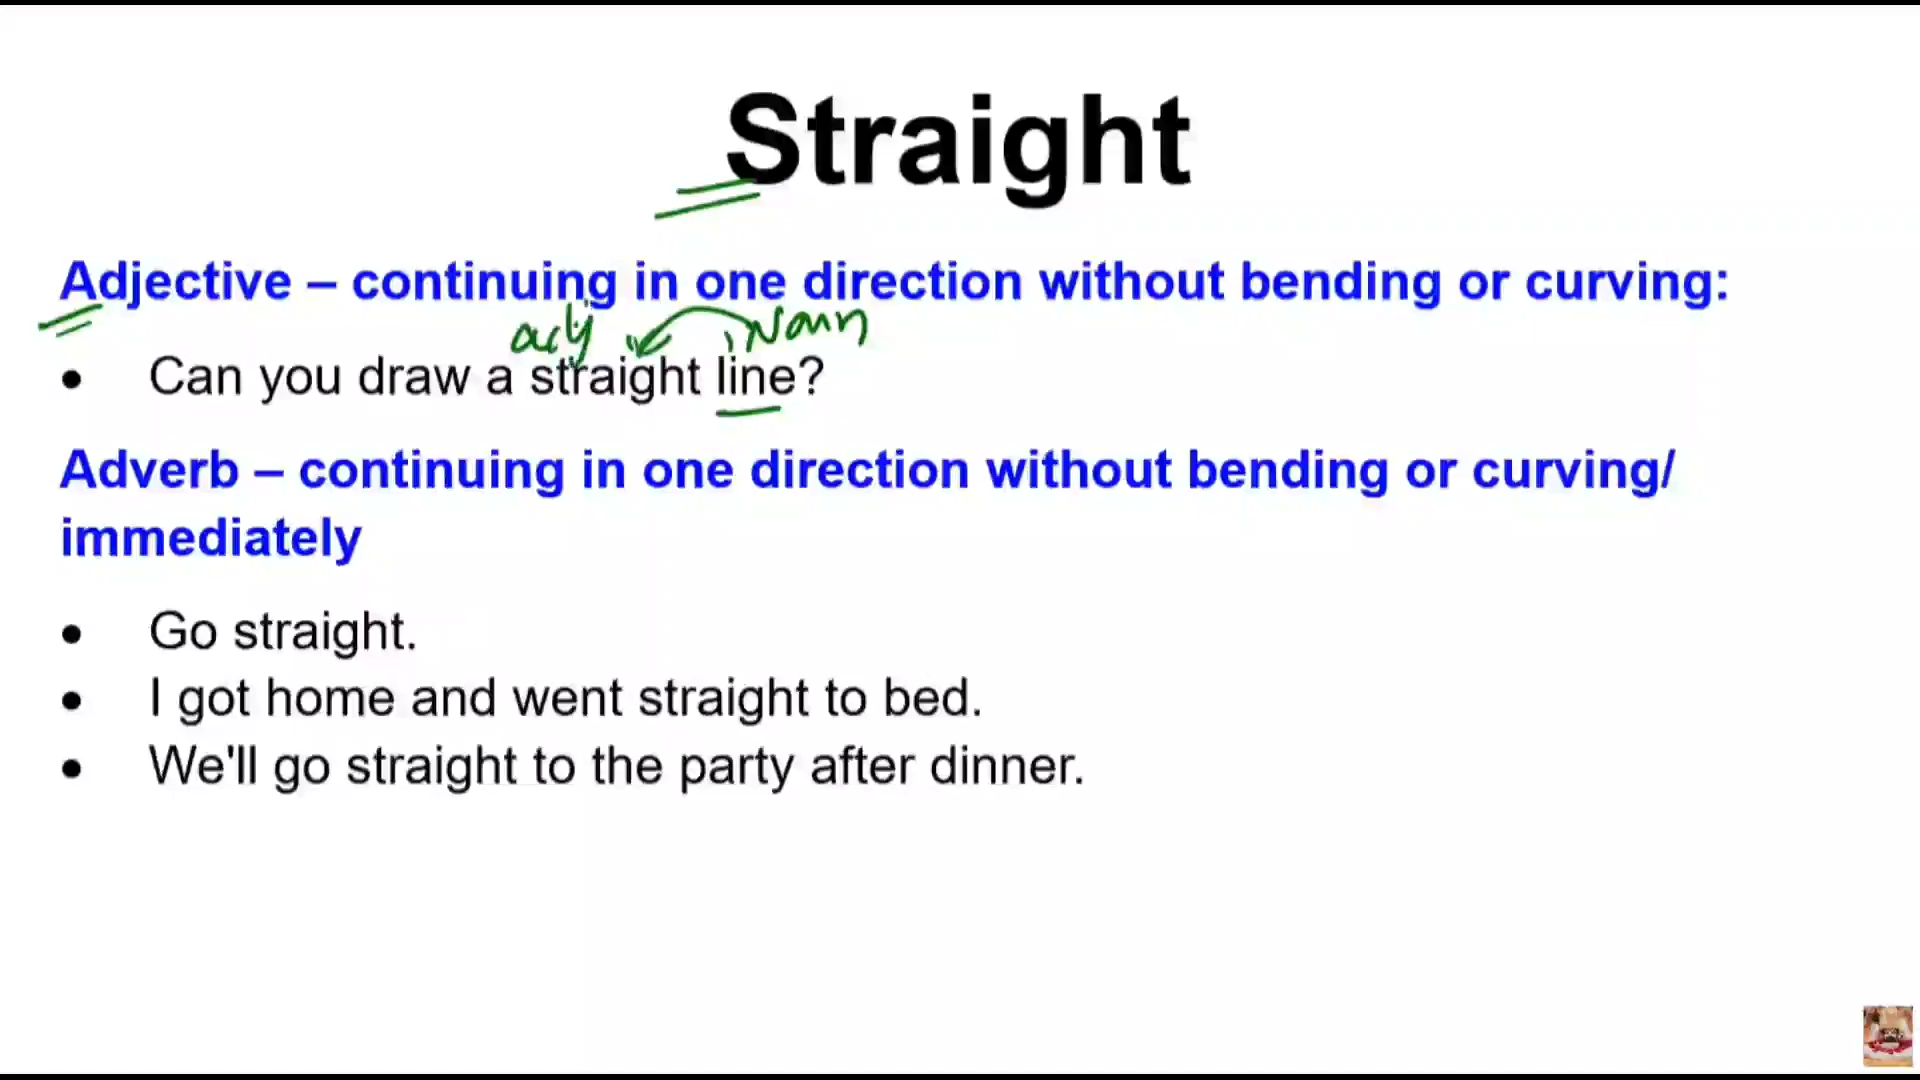 Straight
Adjective – continuing in one direction without bending or curving:
adj Noun
• Can you draw a straight line?
Adverb – continuing in one direction without bending or curving/
immediately
• Go straight.
• I got home and went straight to bed.
• We'll go straight to the party after dinner.